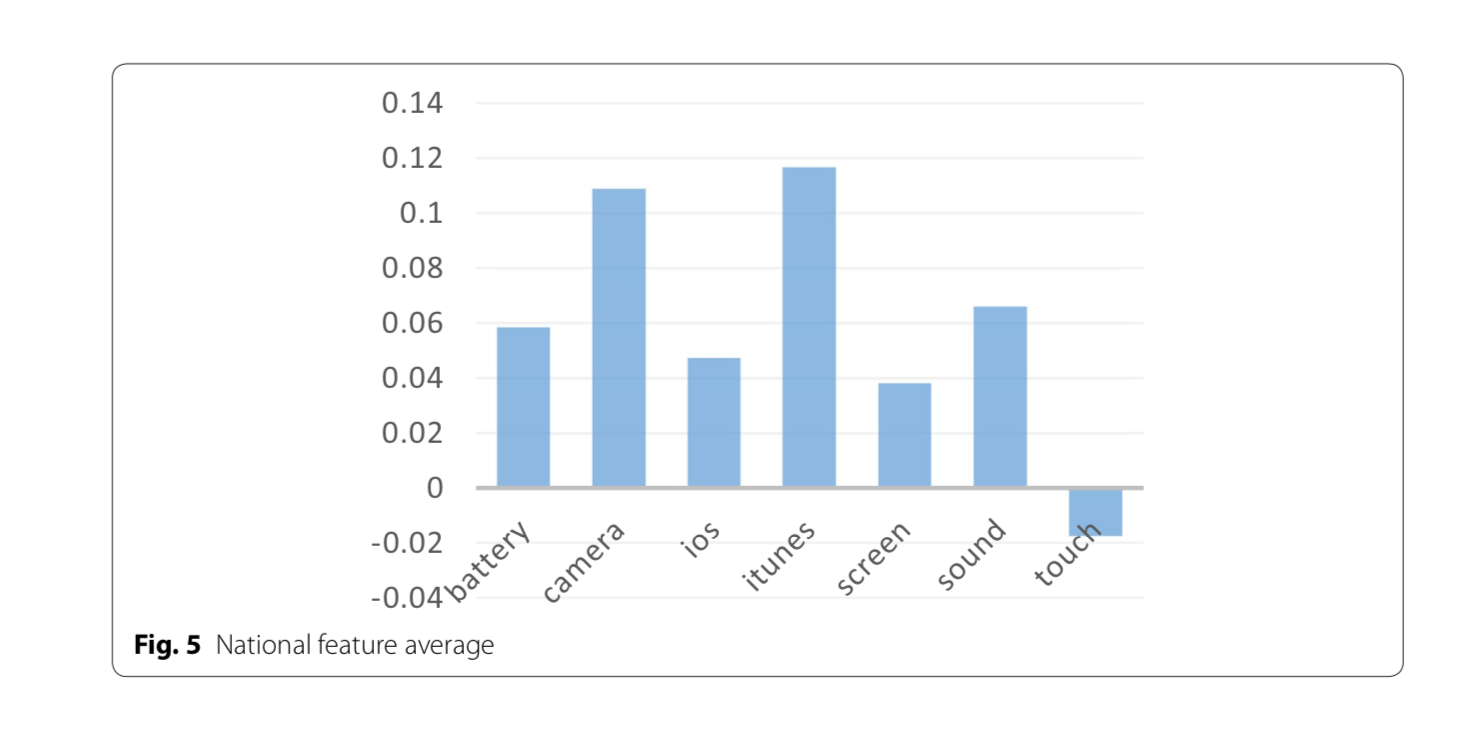 0.14
0.12
0.1
0.08
0.06
0.04
0.02
0
-0.02
-0.04
battery
camera
ios
itunes
screen
sound
touch
Fig. 5 National feature average